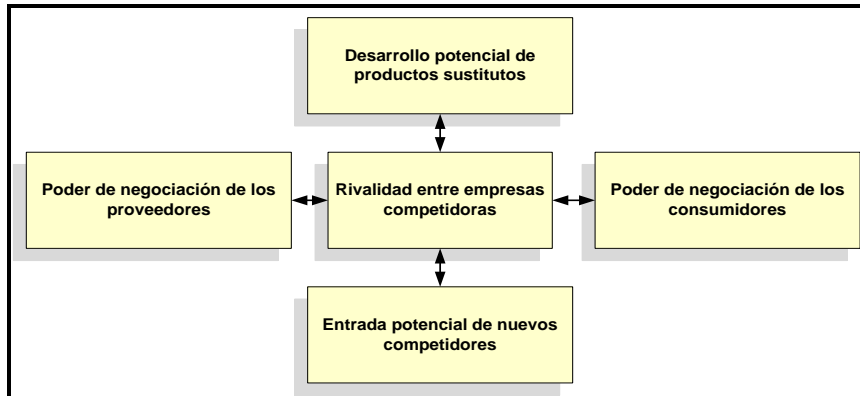 Desarrollo potencial de
productos sustitutos
Poder de negociación de los
proveedores
Rivalidad entre empresas
competidoras
Poder de negociación de los
consumidores
Entrada potencial de nuevos
competidores